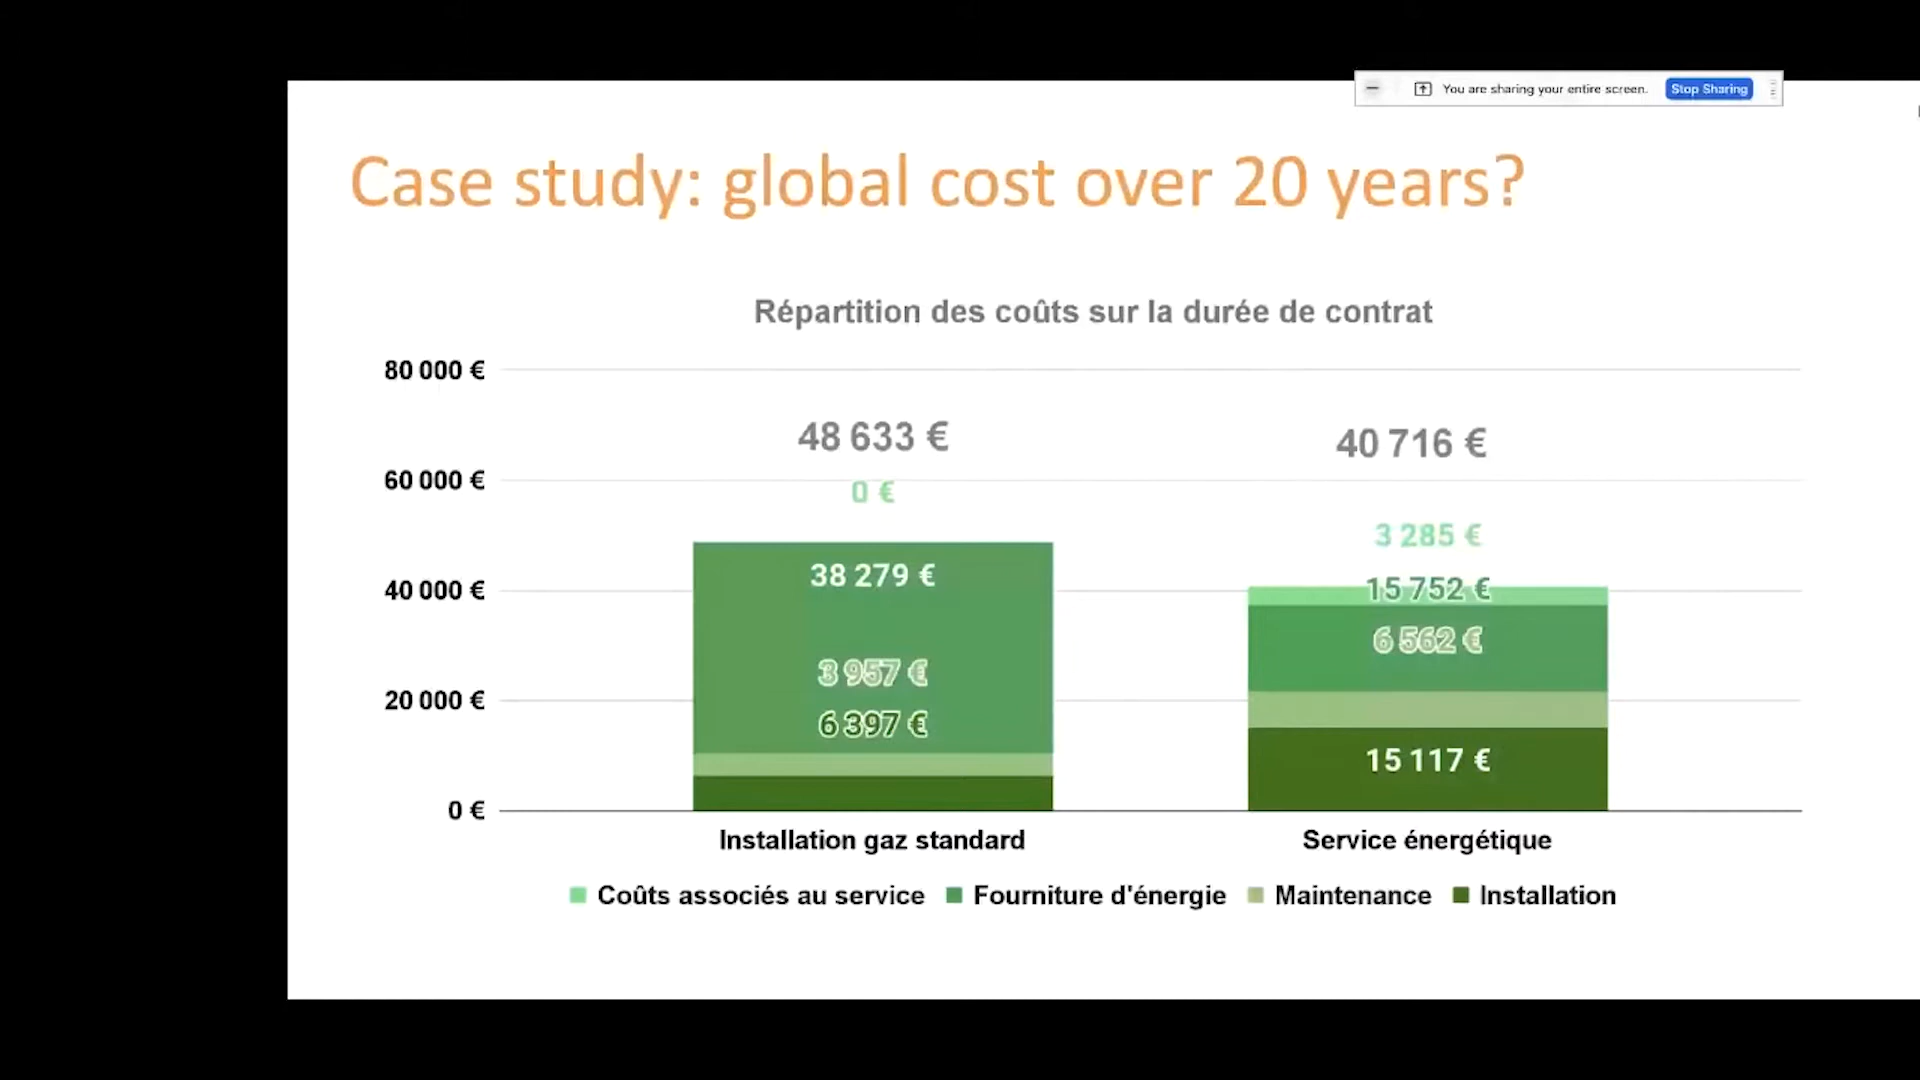 You are sharing your entire screen. Stop Sharing
Case study: global cost over 20 years?
Répartition des coûts sur la durée de contrat
80 000 €
48 633 €
40 716 €
60 000 €
0 €
3 285 €
38 279 €
40 000 €
15 752 €
6 562 €
3 957 €
20 000 €
6 397 €
15 117 €
0 €
Installation gaz standard
Service énergétique
Coûts associés au service
Fourniture d'énergie
Maintenance
Installation